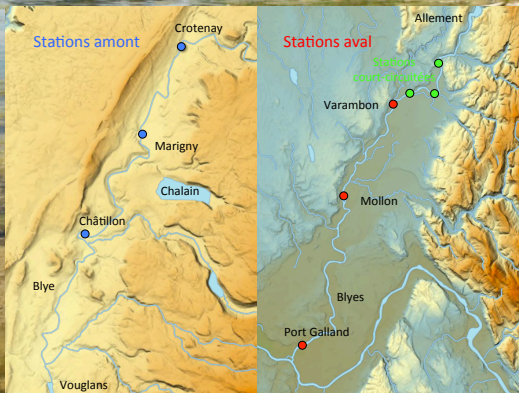 Stations amont
Crotenay
Marigny
Chalain
Châtillon
Blye
Vouglans
Stations aval
Allement
Varambon
Mollon
Blyes
Port Galland